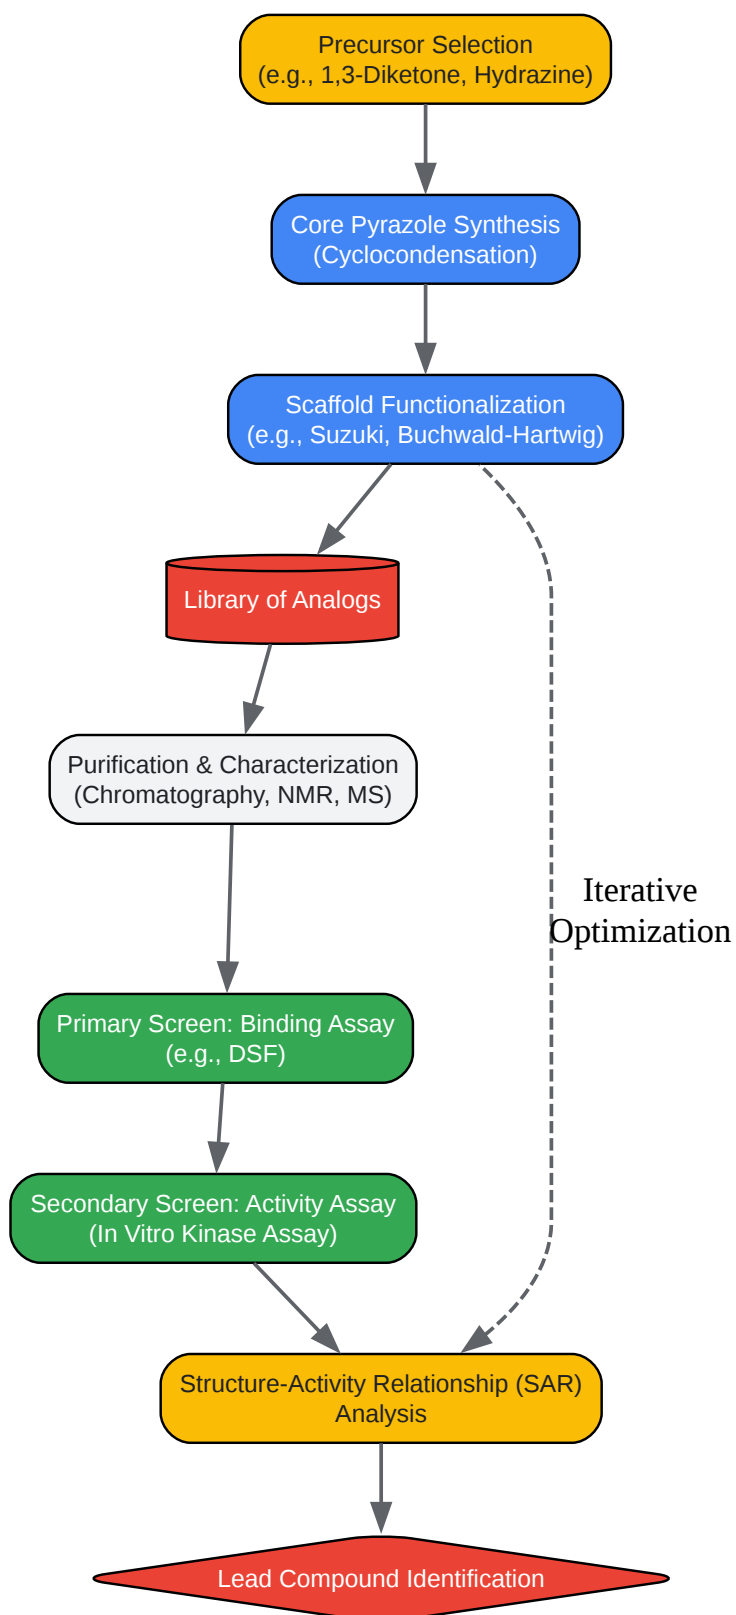 Precursor Selection
(e.g., 1,3-Diketone, Hydrazine)
Core Pyrazole Synthesis
(Cyclocondensation)
Scaffold Functionalization
(e.g., Suzuki, Buchwald-Hartwig)
Library of Analogs
Purification & Characterization
(Chromatography, NMR, MS)
Iterative
Optimization
Primary Screen: Binding Assay
(e.g., DSF)
Secondary Screen: Activity Assay
(In Vitro Kinase Assay)
Structure-Activity Relationship (SAR)
Analysis
Lead Compound Identification